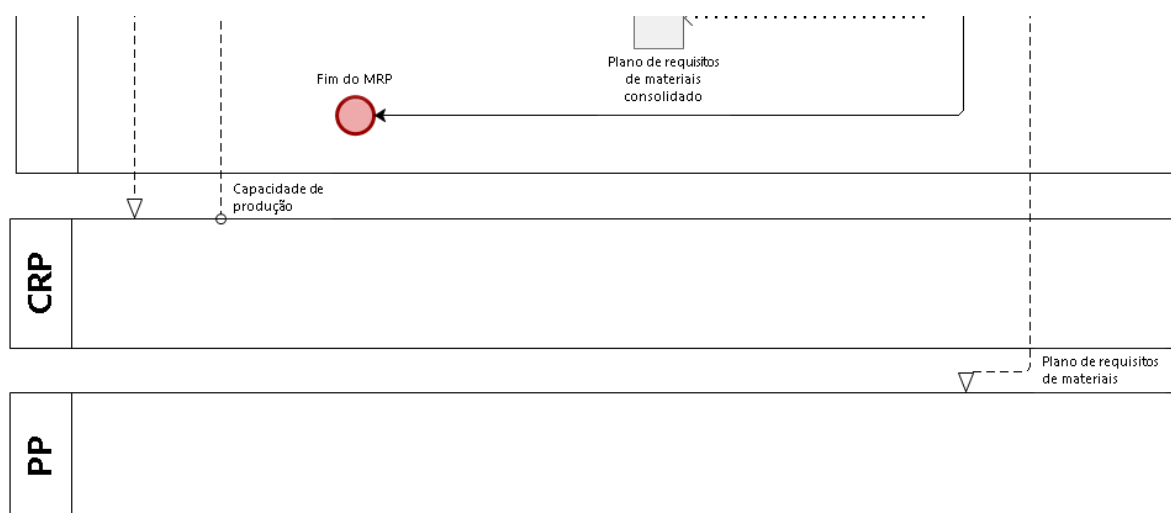 Plano de requisitos
de materiais
consolidado
Fim do MRP
Capacidade de
produção
CRP
Plano de requisitos
de materiais
PP